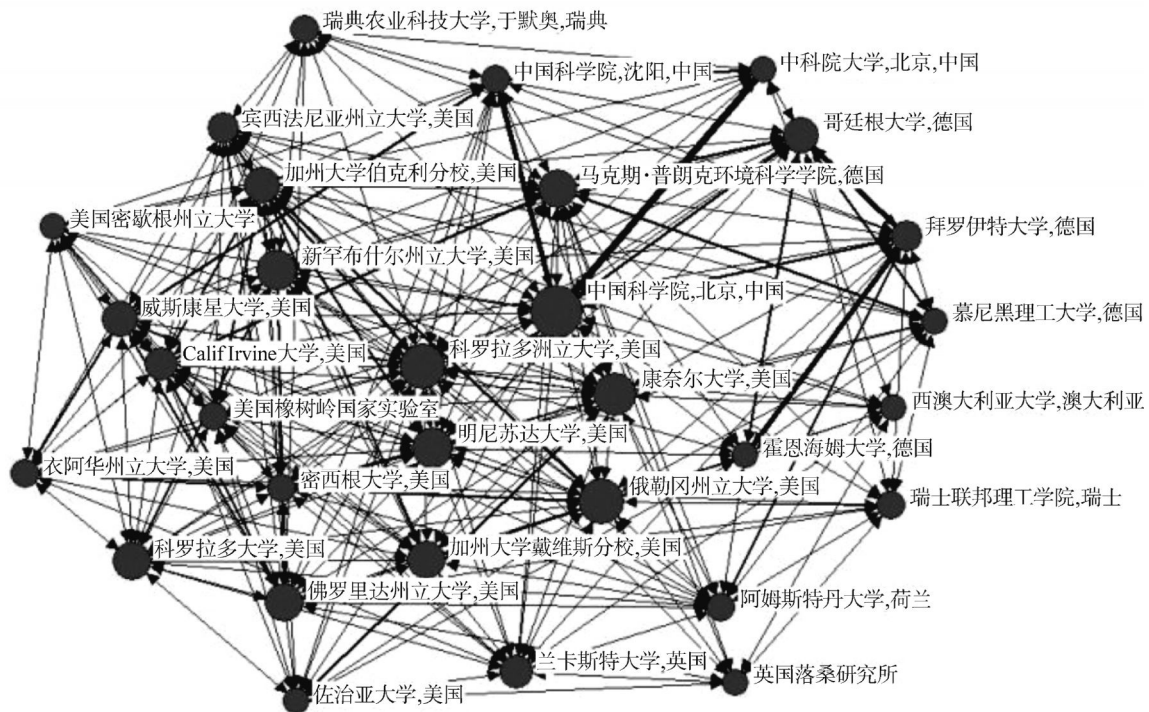 瑞典农业科技大学,于默奥,瑞典
中国科学院,沈阳,中国
中科院大学,北京,中国
宾西法尼亚州立大学,美国
哥廷根大学,德国
加州大学伯克利分校,美国
马克期·普朗克环境科学学院,德国
美国密歇根州立大学
拜罗伊特大学,德国
新罕布什尔州立大学,美国
中国科学院,北京,中国
威斯康星大学,美国
慕尼黑理工大学,德国
Calif Irvine大学,美国
科罗拉多洲立大学,美国
康奈尔大学,美国
美国橡树岭国家实验室
西澳大利亚大学,澳大利亚
明尼苏达大学,美国
霍恩海姆大学,德国
衣阿华州立大学,美国
密西根大学,美国
俄勒冈州立大学,美国
瑞士联邦理工学院,瑞士
科罗拉多大学,美国
加州大学戴维斯分校,美国
佛罗里达州立大学,美国
阿姆斯特丹大学,荷兰
兰卡斯特大学,英国
英国落桑研究所
佐治亚大学,美国